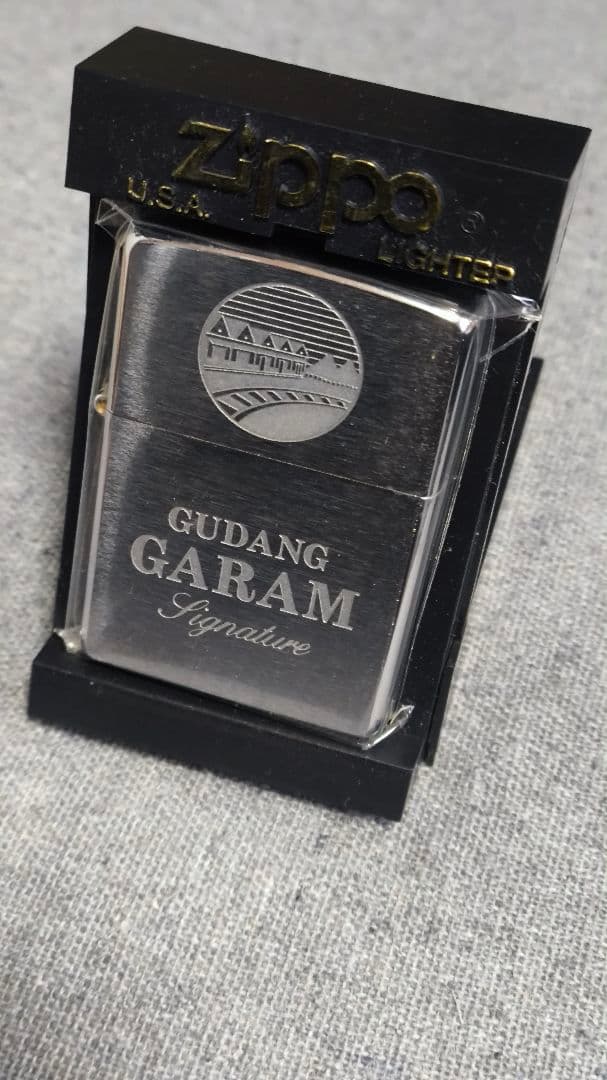 Zippo®
U.S.A. LIGHTER
GUDANG
GARAM
Signature